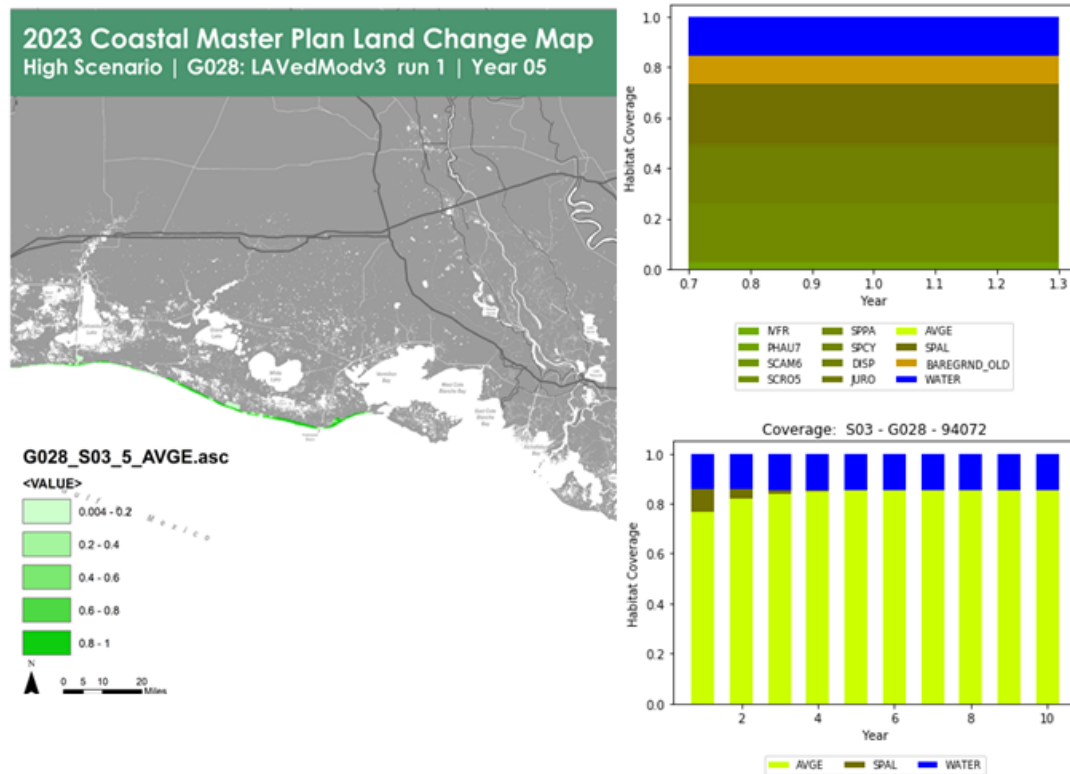 2023 Coastal Master Plan Land Change Map
High Scenario | G028: LAVedModv3 run 1 | Year 05
White Lake
Vermilion Bay
West Cote Blanche Bay
East Cote Blanche Bay
Grand Lake
G028_S03_5_AVGE.asc
<VALUE>
0.004 - 0.2
0.2 - 0.4
0.4 - 0.6
0.6 - 0.8
0.8 - 1
Mexico
N
0 5 10 20
Miles
1.0
0.8
0.6
0.4
0.2
0.0
Habitat Coverage
0.7 0.8 0.9 1.0 1.1 1.2 1.3
Year
IVFR SPPA AVGE
PHAU7 SPCY SPAL
SCAM6 DISP BAREGRND_OLD
SCRO5 JURO WATER
Coverage: S03 - G028 - 94072
1.0
0.8
0.6
0.4
0.2
0.0
Habitat Coverage
2 4 6 8 10
Year
AVGE SPAL WATER